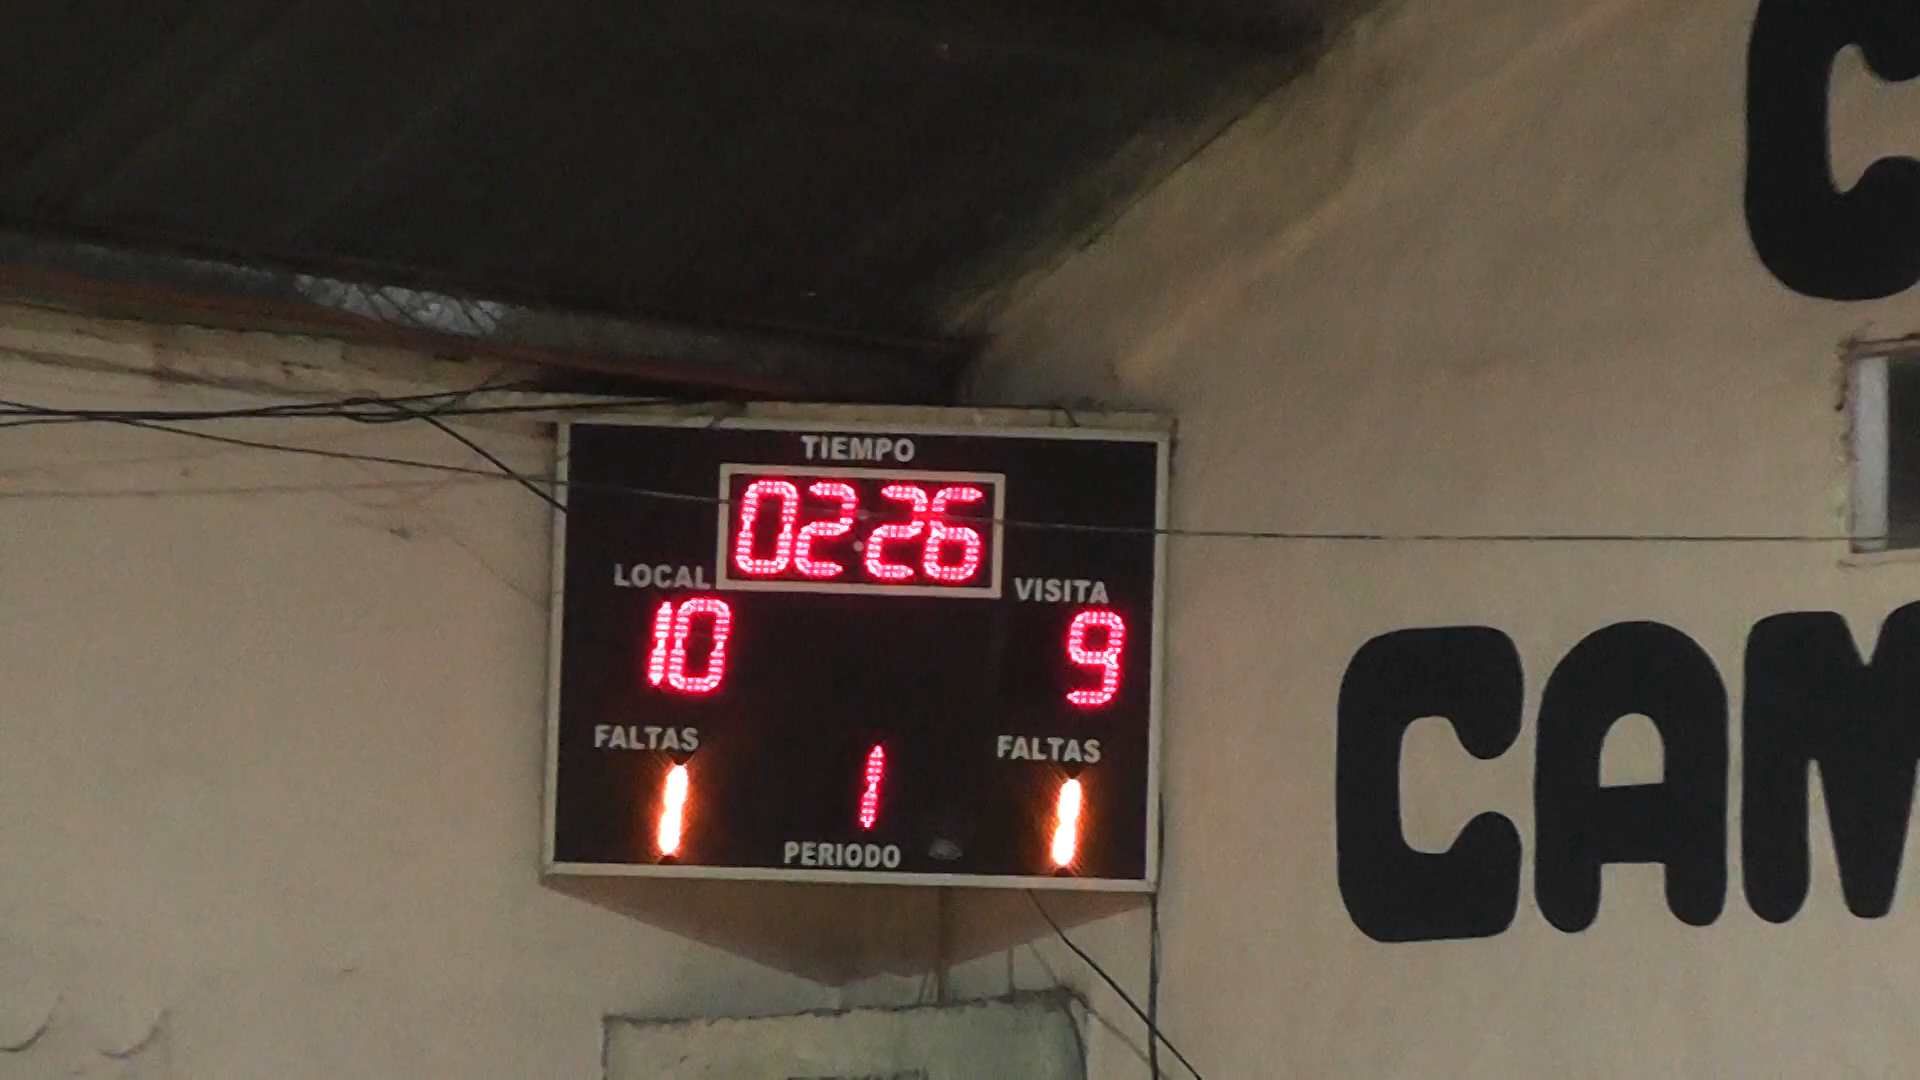 C
TIEMPO
02:26
LOCAL VISITA
10 9
FALTAS FALTAS
1 1 1
PERIODO
CAM